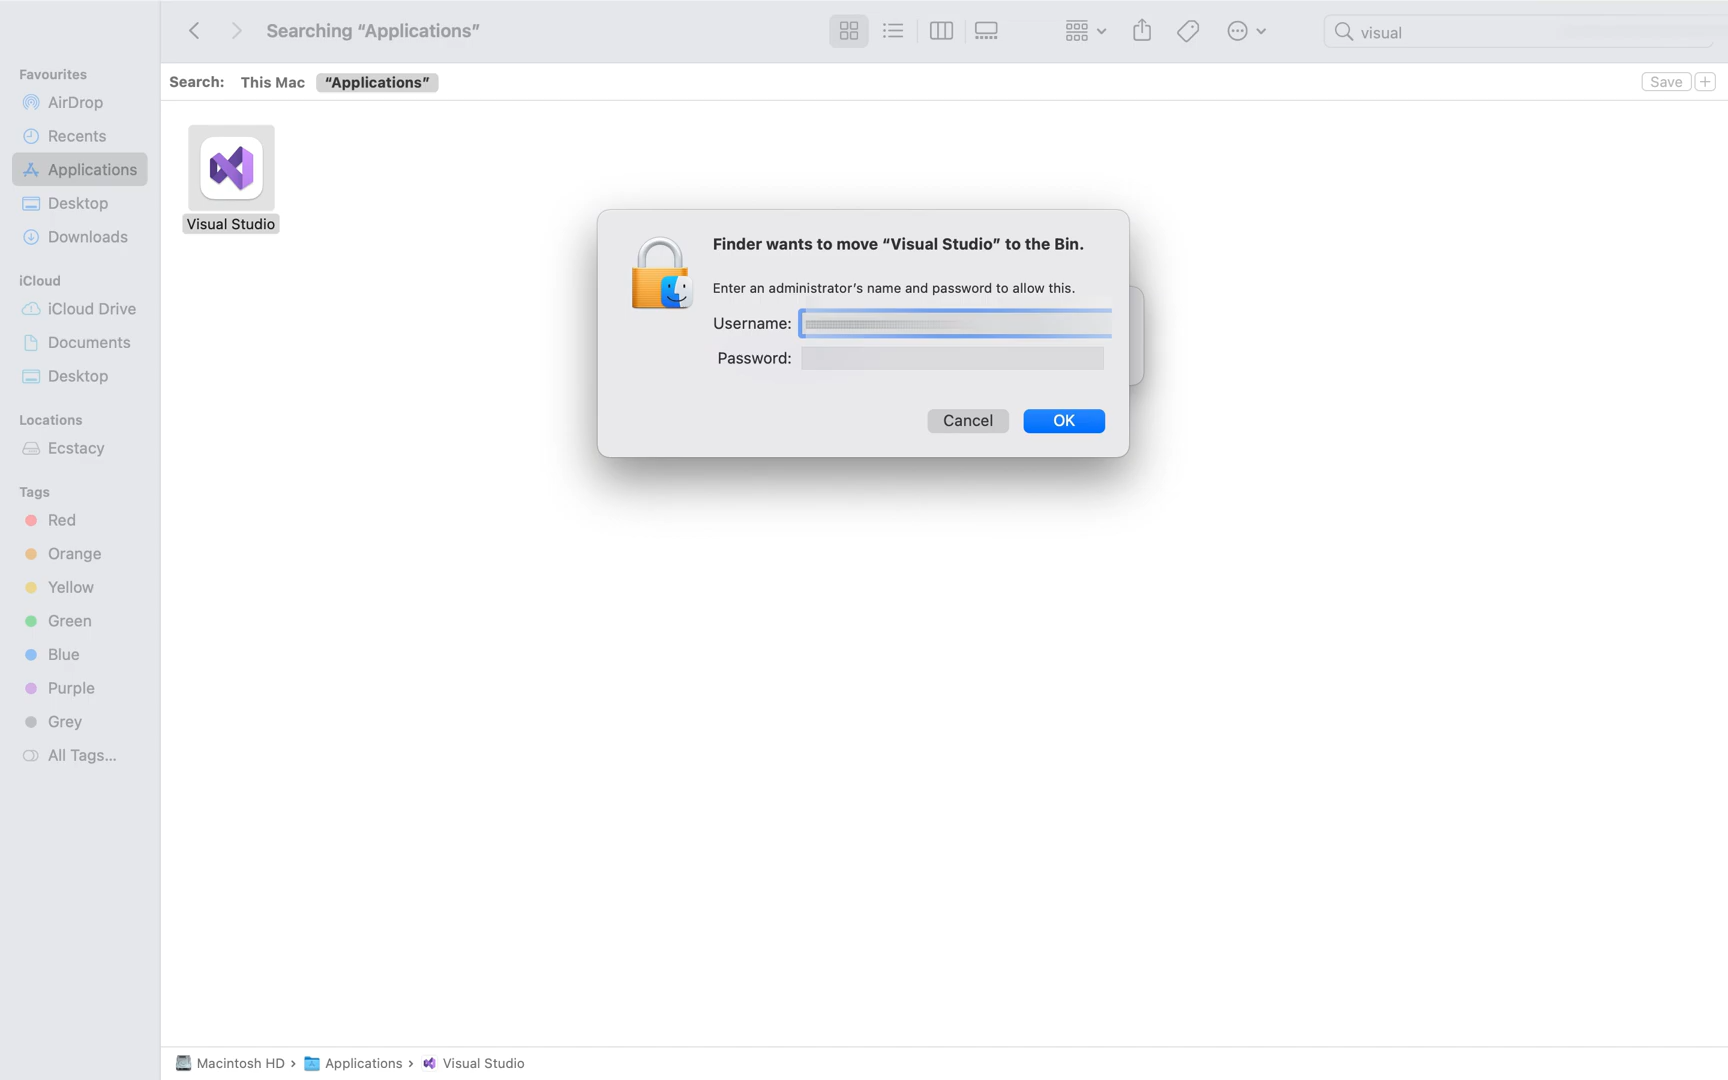 Searching “Applications”
visual
Search: This Mac “Applications” Save +
Favourites
AirDrop
Recents
Applications
Desktop
Downloads
iCloud
iCloud Drive
Documents
Desktop
Locations
Ecstacy
Tags
Red
Orange
Yellow
Green
Blue
Purple
Grey
All Tags...
Visual Studio
Finder wants to move “Visual Studio” to the Bin.
Enter an administrator’s name and password to allow this.
Username:
Password:
Cancel OK
Macintosh HD › Applications › Visual Studio